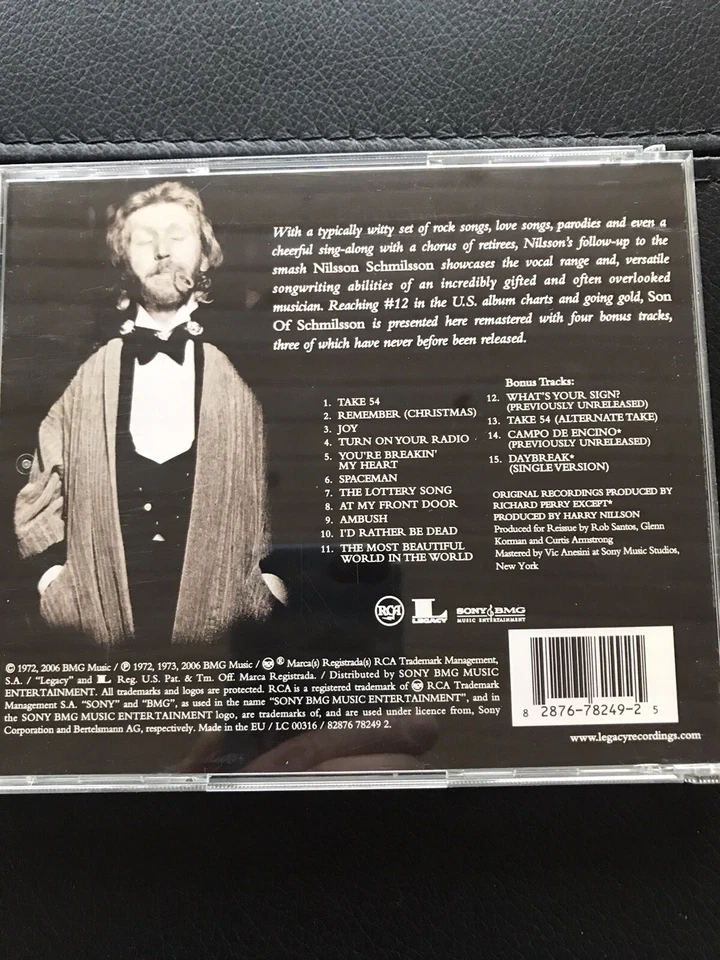 With a typically witty set of rock songs, love songs, parodies and even a
cheerful sing-along with a chorus of retirees, Nilsson's follow-up to the
smash Nilsson Schmilsson showcases the vocal range and, versatile
songwriting abilities of an incredibly gifted and often overlooked
musician. Reaching #12 in the U.S. album charts and going gold, Son
Of Schmilsson is presented here remastered with four bonus tracks,
three of which have never before been released.
1. TAKE 54
2. REMEMBER (CHRISTMAS)
3. JOY
4. TURN ON YOUR RADIO
5. YOU'RE BREAKIN'
MY HEART
6. SPACEMAN
7. THE LOTTERY SONG
8. AT MY FRONT DOOR
9. AMBUSH
10. I'D RATHER BE DEAD
11. THE MOST BEAUTIFUL
WORLD IN THE WORLD
Bonus Tracks:
12. WHAT'S YOUR SIGN?
(PREVIOUSLY UNRELEASED)
13. TAKE 54 (ALTERNATE TAKE)
14. CAMPO DE ENCINO*
(PREVIOUSLY UNRELEASED)
15. DAYBREAK*
(SINGLE VERSION)
ORIGINAL RECORDINGS PRODUCED BY
RICHARD PERRY EXCEPT*
PRODUCED BY HARRY NILLSON
Produced for Reissue by Rob Santos, Glenn
Korman and Curtis Armstrong
Mastered by Vic Anesini at Sony Music Studios,
New York
RCA L LEGACY SONY BMG
MUSIC ENTERTAINMENT
© 1972, 2006 BMG Music / ℗ 1972, 1973, 2006 BMG Music / RCA ® Marca(s) Registrada(s) RCA Trademark Management,
S.A. / "Legacy" and L Reg. U.S. Pat. & Tm. Off. Marca Registrada. / Distributed by SONY BMG MUSIC
ENTERTAINMENT. All trademarks and logos are protected. RCA is a registered trademark of RCA Trademark
Management S.A. "SONY" and "BMG", as used in the name "SONY BMG MUSIC ENTERTAINMENT", and in
the SONY BMG MUSIC ENTERTAINMENT logo, are trademarks of, and are used under licence from, Sony
Corporation and Bertelsmann AG, respectively. Made in the EU / LC 00316 / 82876 78249 2.
8 2876-78249-2 5
www.legacyrecordings.com